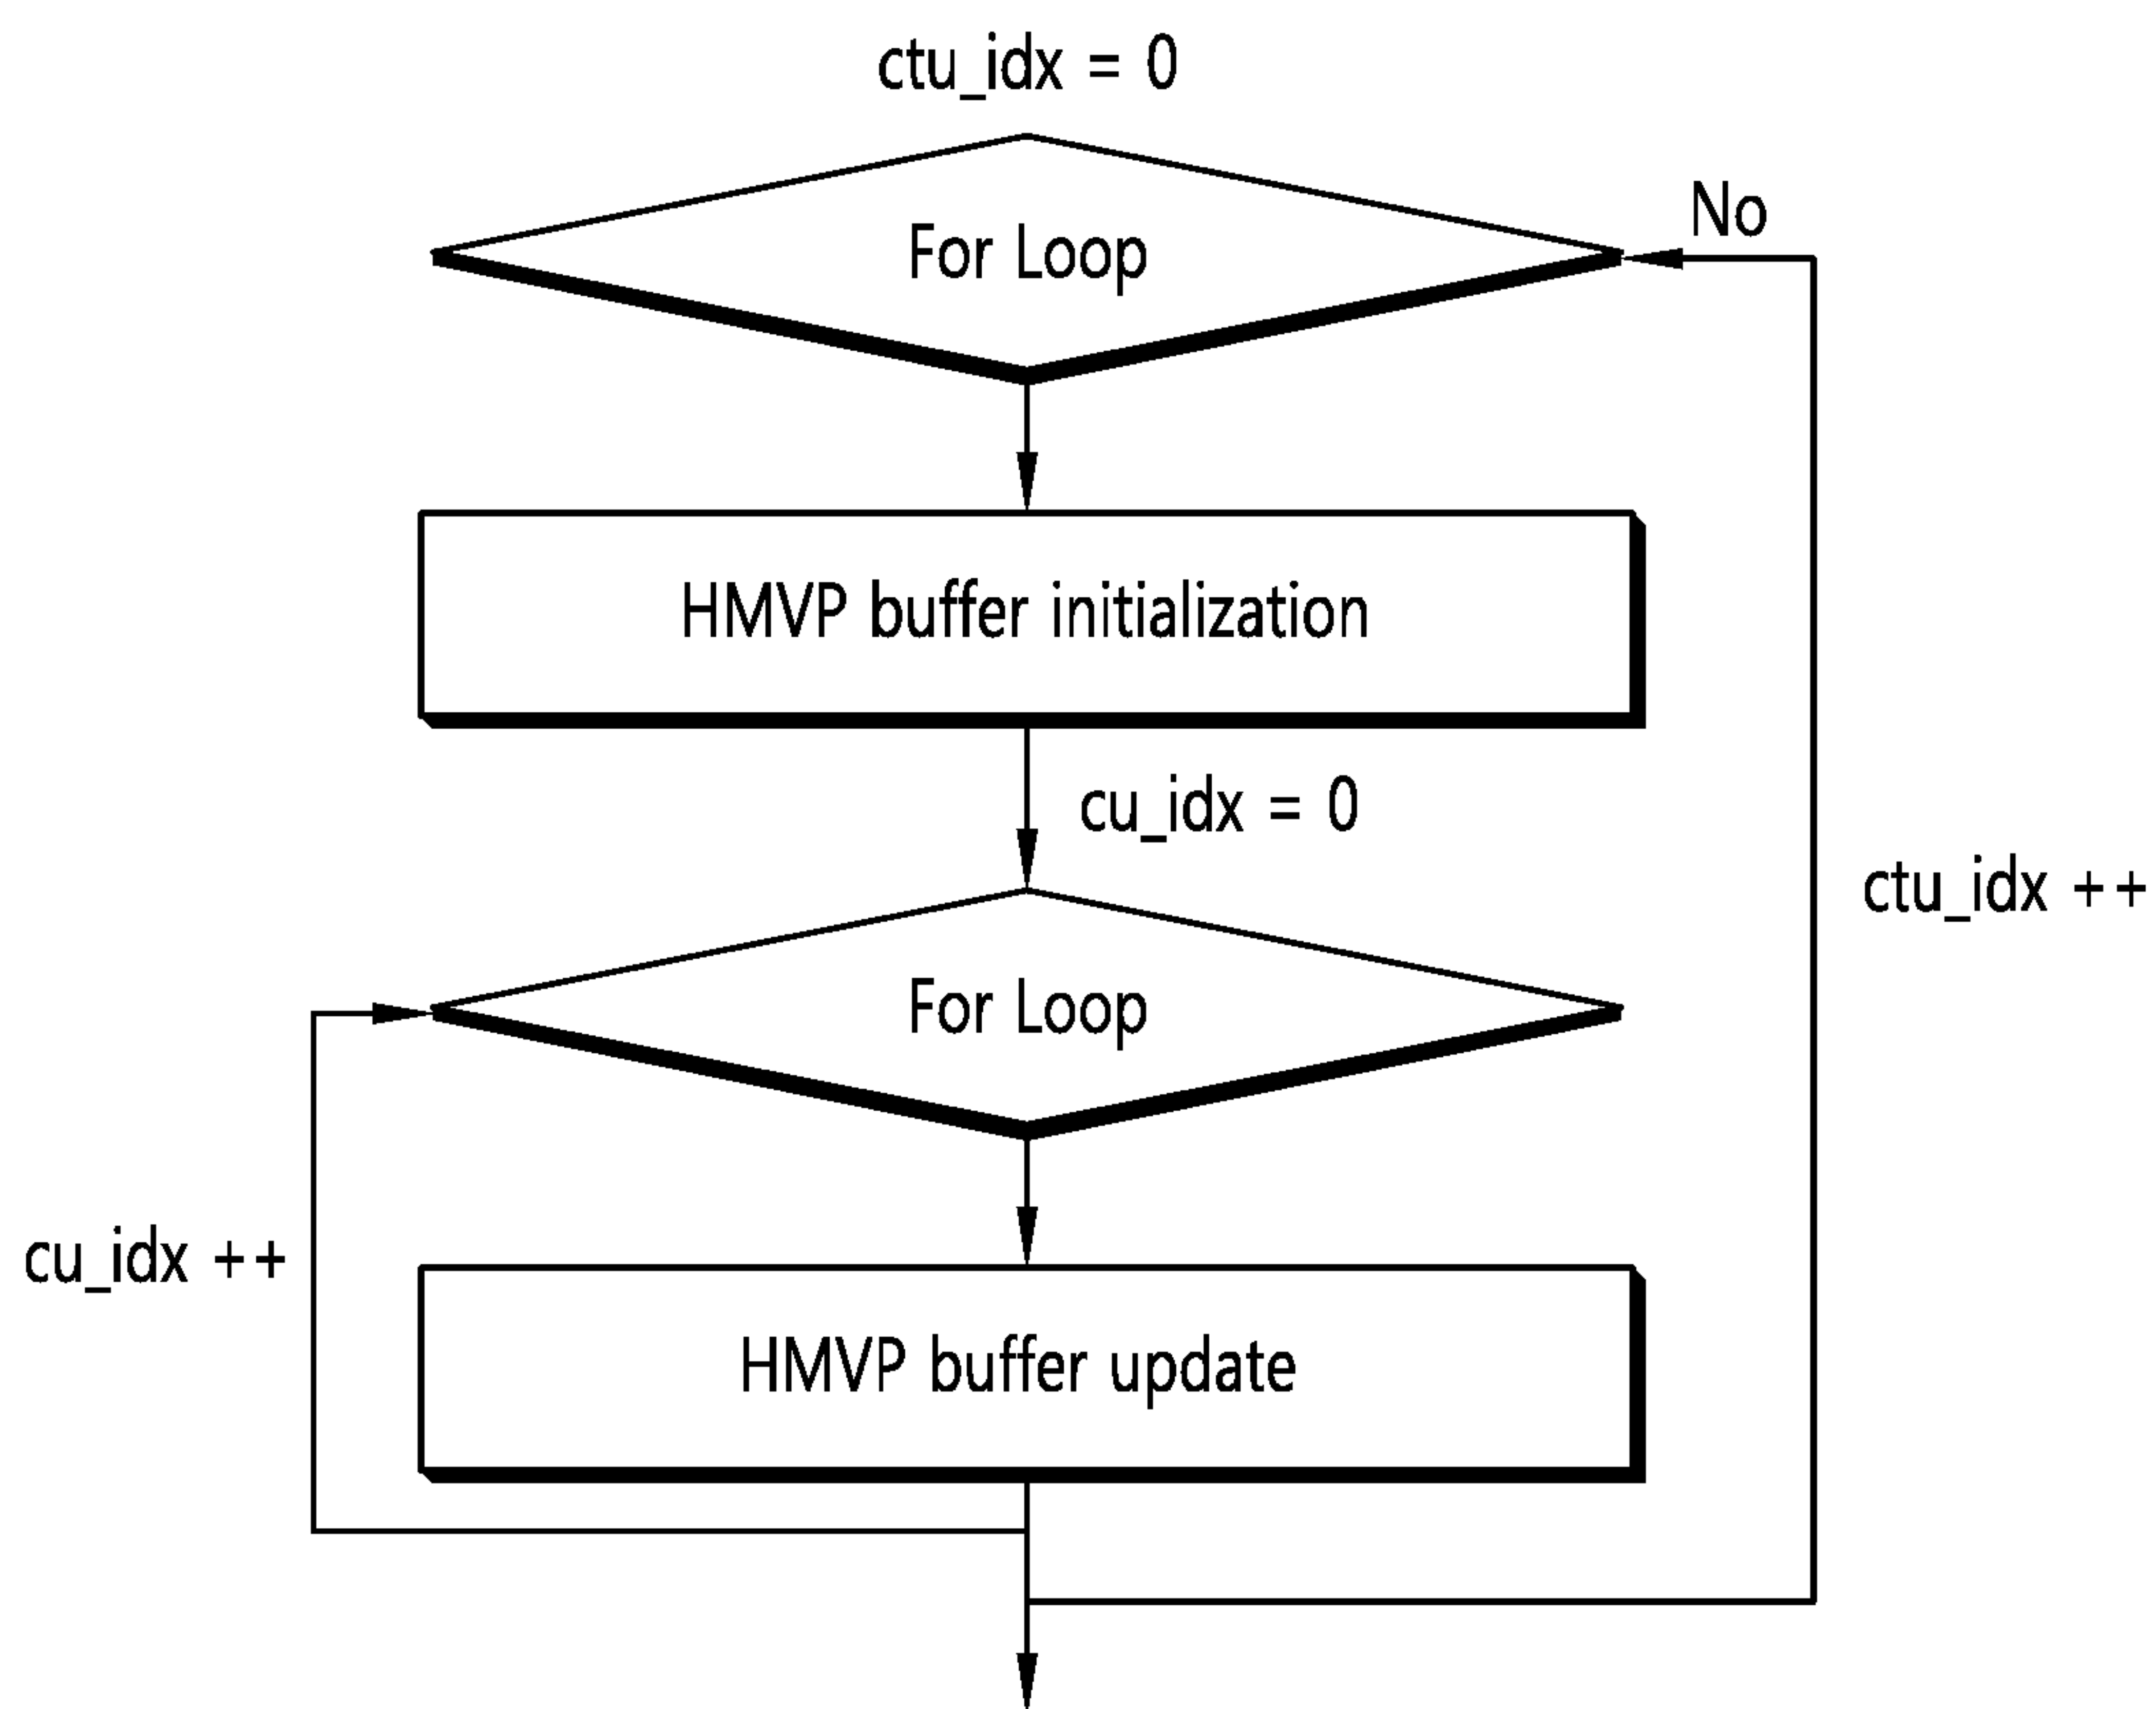 ctu_idx = 0
No
For Loop
HMVP buffer initialization
cu_idx = 0
ctu_idx ++
For Loop
cu_idx ++
HMVP buffer update